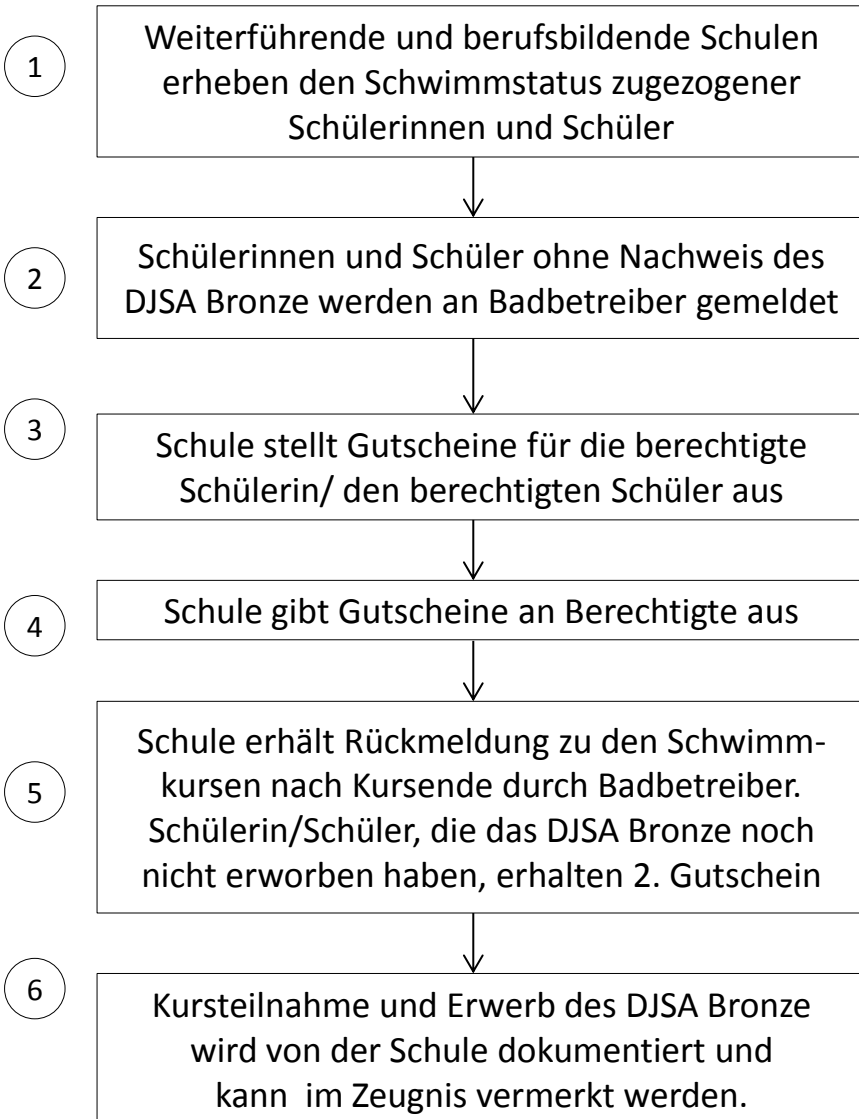 1
Weiterführende und berufsbildende Schulen
erheben den Schwimmstatus zugezogener
Schülerinnen und Schüler
2
Schülerinnen und Schüler ohne Nachweis des
DJSA Bronze werden an Badbetreiber gemeldet
3
Schule stellt Gutscheine für die berechtigte
Schülerin/ den berechtigten Schüler aus
4
Schule gibt Gutscheine an Berechtigte aus
5
Schule erhält Rückmeldung zu den Schwimm-
kursen nach Kursende durch Badbetreiber.
Schülerin/Schüler, die das DJSA Bronze noch
nicht erworben haben, erhalten 2. Gutschein
6
Kursteilnahme und Erwerb des DJSA Bronze
wird von der Schule dokumentiert und
kann  im Zeugnis vermerkt werden.